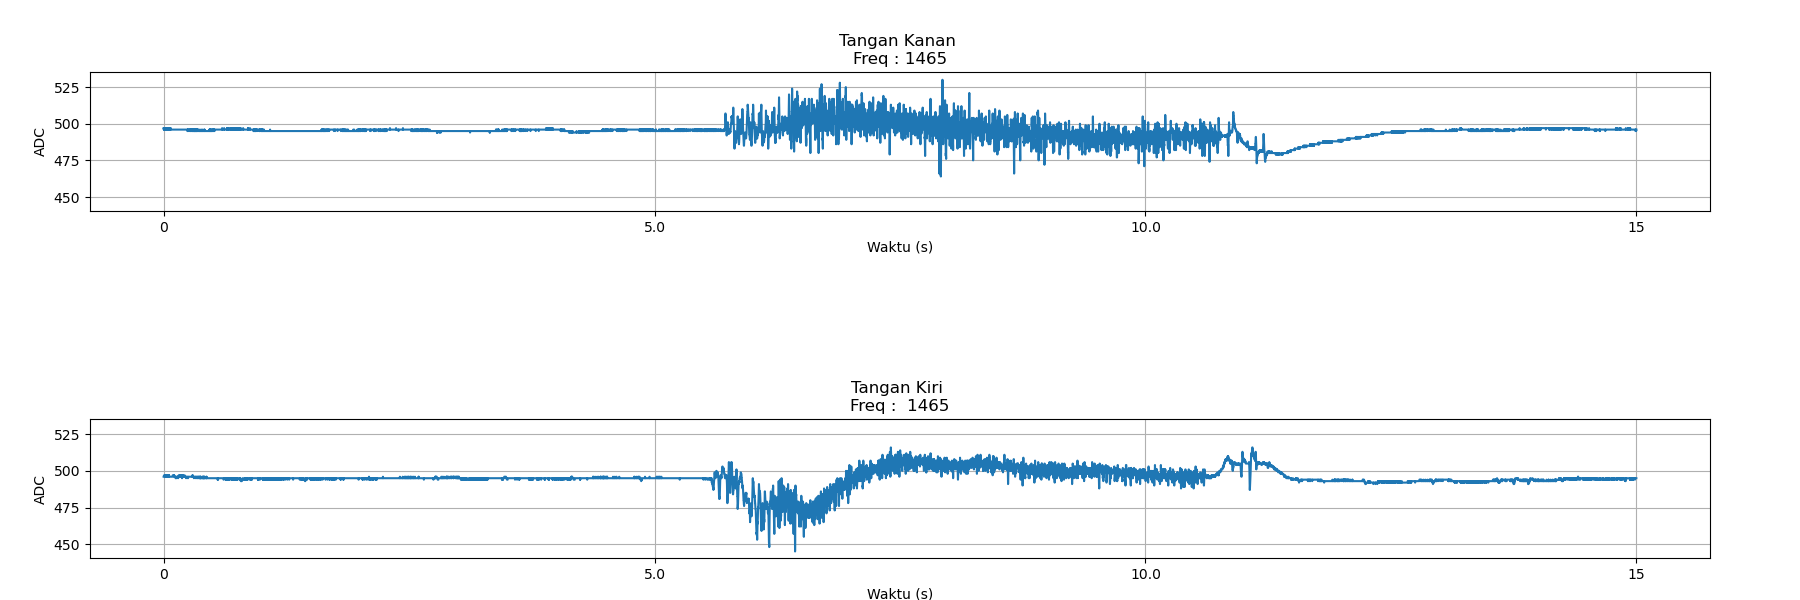 Tangan Kanan
Freq : 1465
525
500
475
450
ADC
0 5.0 10.0 15
Waktu (s)
Tangan Kiri
Freq :  1465
525
500
475
450
ADC
0 5.0 10.0 15
Waktu (s)